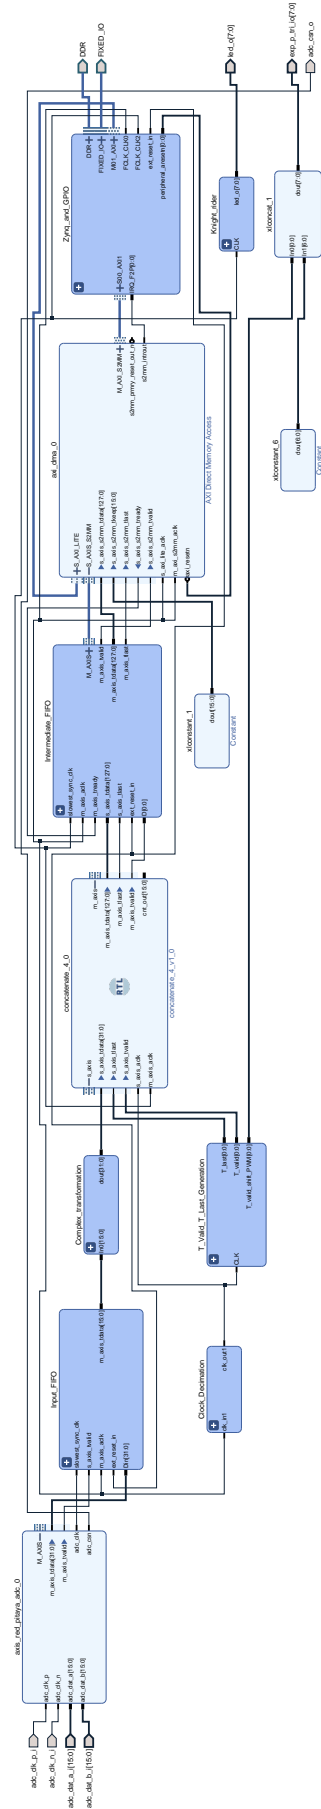 adc_clk_p_i
adc_clk_n_i
adc_dat_a_i[15:0]
adc_dat_b_i[15:0]
axis_red_pitaya_adc_0
adc_clk_p
adc_clk_n
adc_dat_a[15:0]
adc_dat_b[15:0]
M_AXIS
m_axis_tdata[31:0]
m_axis_tvalid
adc_clk
adc_csn
Input_FIFO
slowest_sync_clk
s_axis_tvalid
m_axis_aclk
ext_reset_in
Din[31:0]
m_axis_tdata[15:0]
Clock_Decimation
clk_in1
clk_out1
Complex_transformation
In0[15:0]
dout[31:0]
T_Valid_T_Last_Generation
CLK
T_last[0:0]
T_valid[0:0]
T_valid_shit_PWM[0:0]
concatenate_4_0
s_axis
s_axis_tdata[31:0]
s_axis_tlast
s_axis_tvalid
s_axis_aclk
m_axis_aclk
RTL
m_axis
m_axis_tdata[127:0]
m_axis_tlast
m_axis_tvalid
cnt_out[15:0]
concatenate_4_v1_0
Intermediate_FIFO
slowest_sync_clk
m_axis_aclk
m_axis_tready
s_axis_tdata[127:0]
s_axis_tlast
ext_reset_in
D[0:0]
M_AXIS
m_axis_tvalid
m_axis_tdata[127:0]
m_axis_tlast
xlconstant_1
dout[15:0]
Constant
axi_dma_0
S_AXI_LITE
S_AXIS_S2MM
s_axis_s2mm_tdata[127:0]
s_axis_s2mm_tkeep[15:0]
s_axis_s2mm_tlast
s_axis_s2mm_tready
s_axis_s2mm_tvalid
s_axi_lite_aclk
m_axi_s2mm_aclk
axi_resetn
M_AXI_S2MM
s2mm_prmry_reset_out_n
s2mm_introut
AXI Direct Memory Access
Zynq_and_GPIO
S00_AXI1
IRQ_F2P[0:0]
DDR
FIXED_IO
M01_AXI
FCLK_CLK0
FCLK_CLK2
ext_reset_in
peripheral_aresetn[0:0]
Knight_rider
CLK
led_o[7:0]
xlconstant_6
dout[6:0]
Constant
xlconcat_1
In0[0:0]
In1[6:0]
dout[7:0]
DDR
FIXED_IO
led_o[7:0]
exp_p_tri_io[7:0]
adc_csn_o